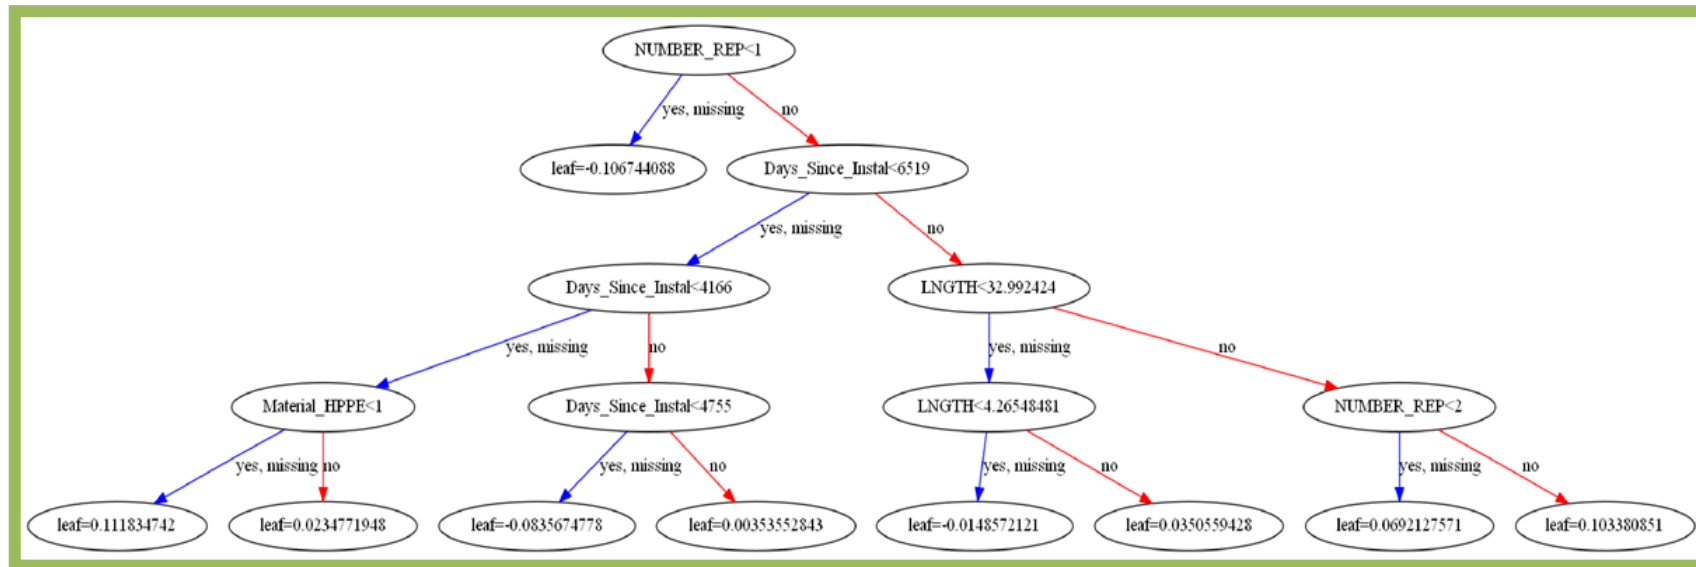 NUMBER_REP<1
yes, missing
no
leaf=-0.106744088
Days_Since_Instal<6519
yes, missing
no
Days_Since_Instal<4166
LNGTH<32.992424
yes, missing
no
yes, missing
no
Material_HPPE<1
Days_Since_Instal<4755
LNGTH<4.26548481
NUMBER_REP<2
yes, missing
no
yes, missing
no
yes, missing
no
yes, missing
no
leaf=0.111834742
leaf=0.0234771948
leaf=-0.0835674778
leaf=0.00353552843
leaf=-0.0148572121
leaf=0.0350559428
leaf=0.0692127571
leaf=0.103380851